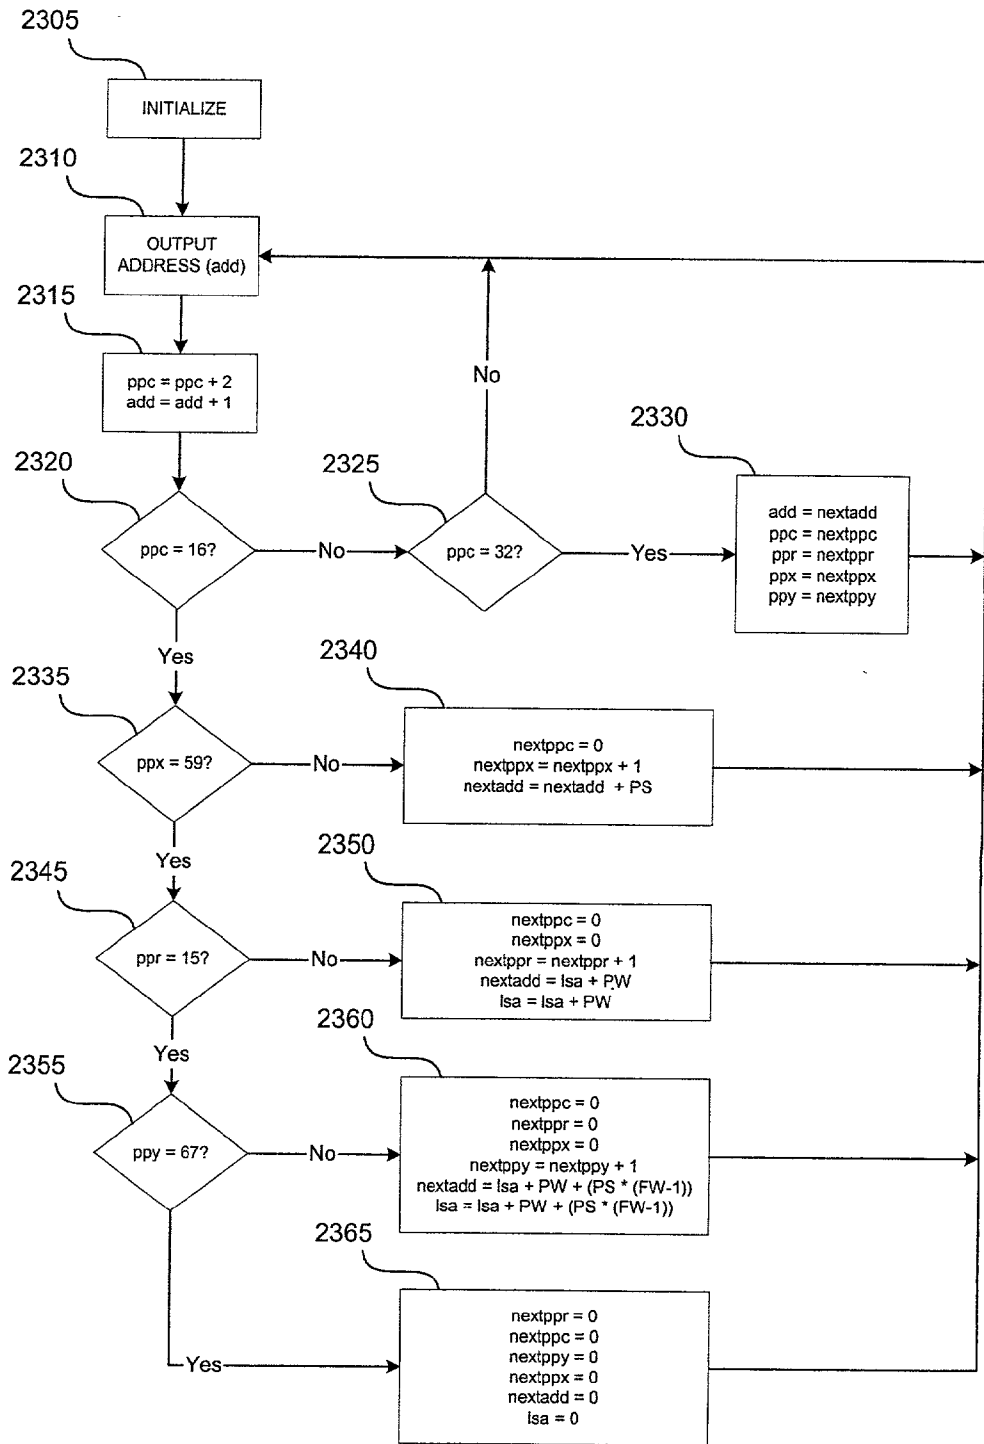 2305
INITIALIZE
2310
OUTPUT
ADDRESS (add)
2315
ppc = ppc + 2
add = add + 1
No
2330
2320
2325
ppc = 16?
No
ppc = 32?
Yes
add = nextadd
ppc = nextppc
ppr = nextppr
ppx = nextppx
ppy = nextppy
Yes
2335
2340
ppx = 59?
No
nextppc = 0
nextppx = nextppx + 1
nextadd = nextadd + PS
Yes
2345
2350
ppr = 15?
No
nextppc = 0
nextppx = 0
nextppr = nextppr + 1
nextadd = lsa + PW
lsa = lsa + PW
Yes
2355
2360
ppy = 67?
No
nextppc = 0
nextppr = 0
nextppx = 0
nextppy = nextppy + 1
nextadd = lsa + PW + (PS * (FW-1))
lsa = lsa + PW + (PS * (FW-1))
2365
Yes
nextppr = 0
nextppc = 0
nextppy = 0
nextppx = 0
nextadd = 0
lsa = 0